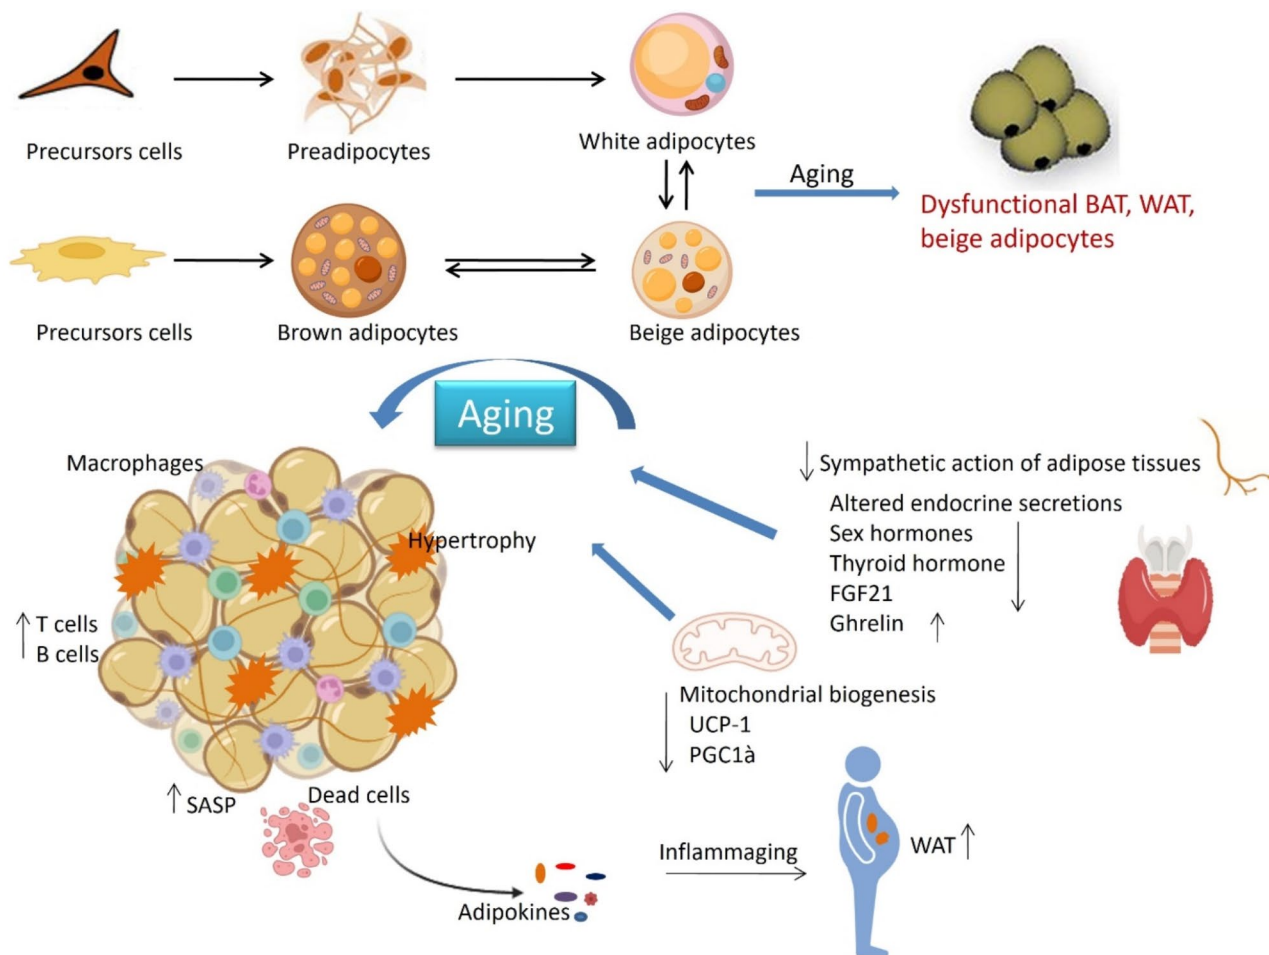 Precursors cells
Preadipocytes
White adipocytes
Aging
Dysfunctional BAT, WAT,
beige adipocytes
Precursors cells
Brown adipocytes
Beige adipocytes
Aging
Macrophages
Hypertrophy
↑ T cells
B cells
↑ SASP
Dead cells
Adipokines
↓ Sympathetic action of adipose tissues
Altered endocrine secretions
Sex hormones
Thyroid hormone
FGF21
Ghrelin ↑
↓ Mitochondrial biogenesis
UCP-1
PGC1à
Inflammaging
WAT ↑